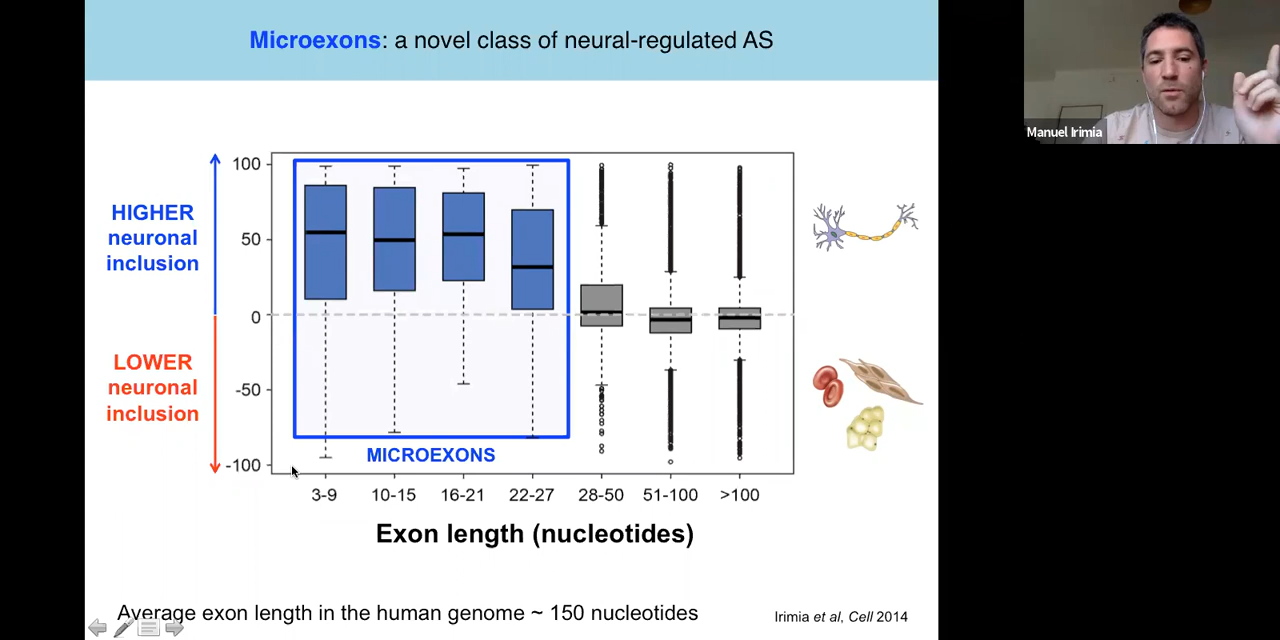 Microexons: a novel class of neural-regulated AS
Manuel Irimia
HIGHER
neuronal
inclusion
LOWER
neuronal
inclusion
100
50
0
-50
-100
MICROEXONS
3-9 10-15 16-21 22-27 28-50 51-100 >100
Exon length (nucleotides)
Average exon length in the human genome ~ 150 nucleotides
Irimia et al, Cell 2014